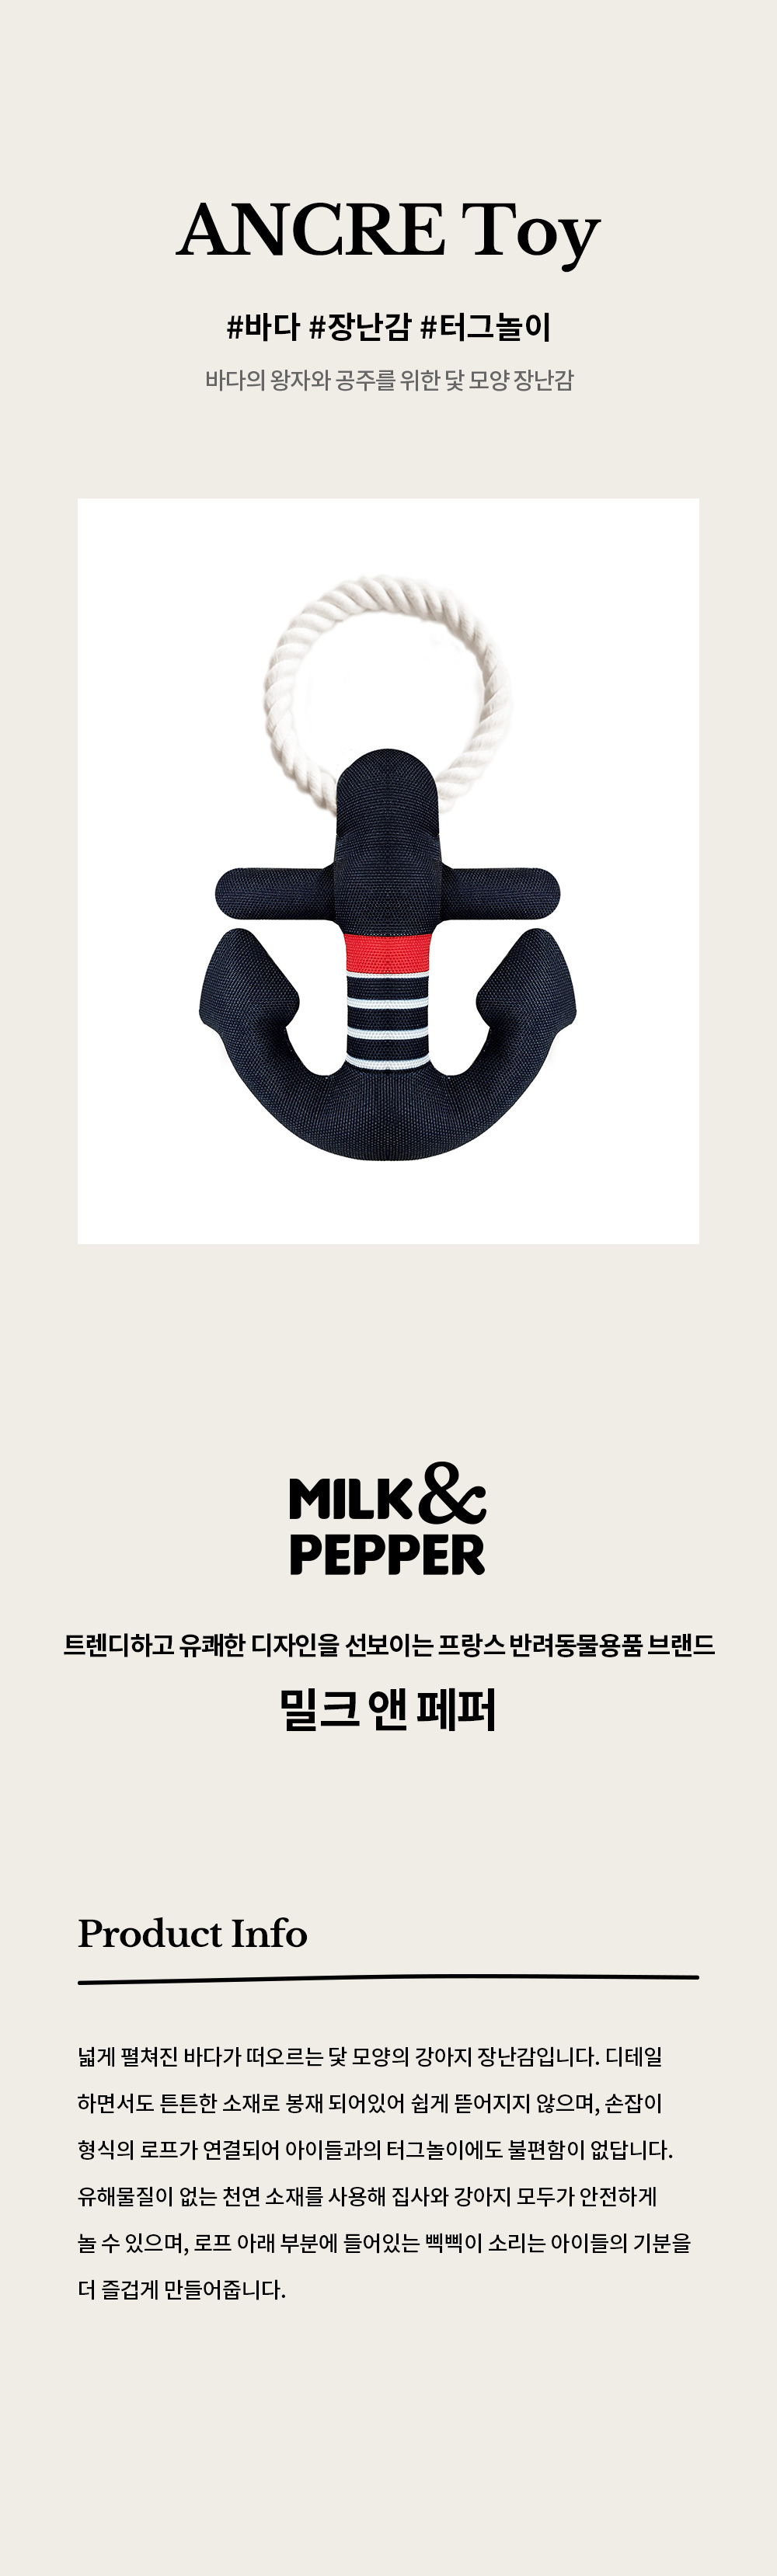 ANCRE Toy
#바다 #장난감 #터그놀이
바다의 왕자와 공주를 위한 닻 모양 장난감
MILK&
PEPPER
트렌디하고 유쾌한 디자인을 선보이는 프랑스 반려동물용품 브랜드
밀크 앤 페퍼
Product Info
넓게 펼쳐진 바다가 떠오르는 닻 모양의 강아지 장난감입니다. 디테일
하면서도 튼튼한 소재로 봉재 되어있어 쉽게 뜯어지지 않으며, 손잡이
형식의 로프가 연결되어 아이들과의 터그놀이에도 불편함이 없답니다.
유해물질이 없는 천연 소재를 사용해 집사와 강아지 모두가 안전하게
놀 수 있으며, 로프 아래 부분에 들어있는 삑삑이 소리는 아이들의 기분을
더 즐겁게 만들어줍니다.